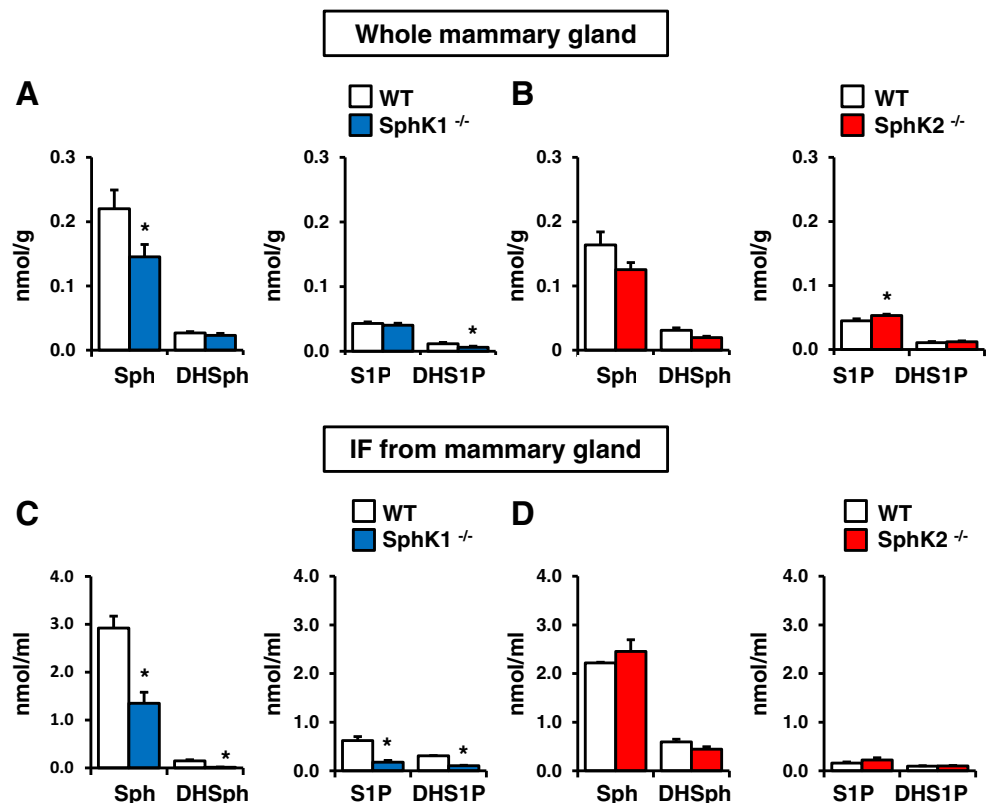 Whole mammary gland
A
WT
SphK1 -/-
nmol/g
0.3
0.2
0.1
0.0
Sph DHSph
nmol/g
0.3
0.2
0.1
0.0
*
*
S1P DHS1P
B
WT
SphK2 -/-
nmol/g
0.3
0.2
0.1
0.0
Sph DHSph
nmol/g
0.3
0.2
0.1
0.0
*
S1P DHS1P
IF from mammary gland
C
WT
SphK1 -/-
nmol/ml
4.0
3.0
2.0
1.0
0.0
*
*
Sph DHSph
nmol/ml
4.0
3.0
2.0
1.0
0.0
*
*
S1P DHS1P
D
WT
SphK2 -/-
nmol/ml
4.0
3.0
2.0
1.0
0.0
Sph DHSph
nmol/ml
4.0
3.0
2.0
1.0
0.0
S1P DHS1P